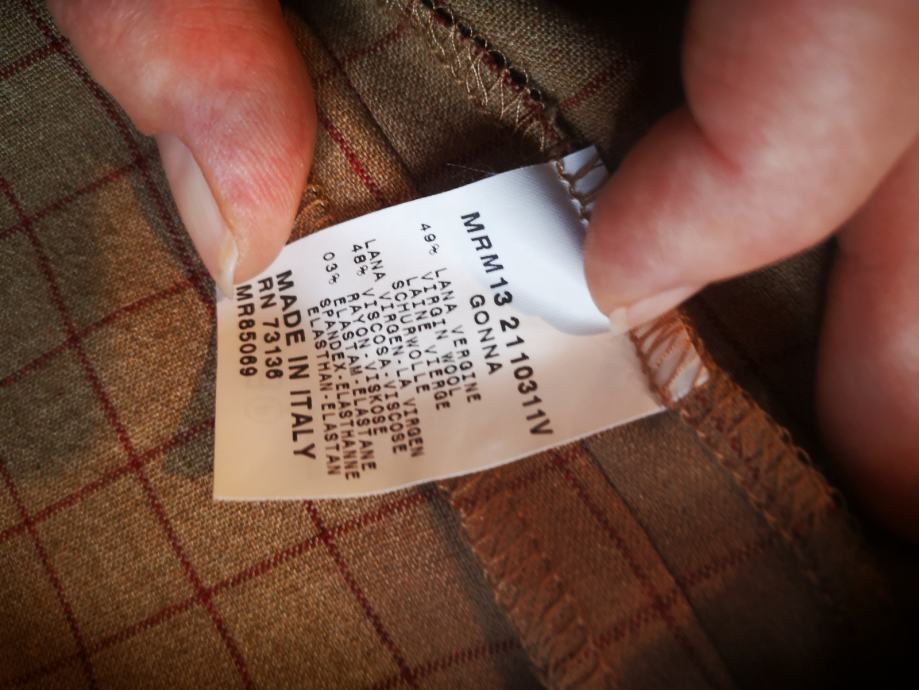 MRM13 2110311V
GONNA
49% LANA VERGINE
VIRGIN WOOL
LAINE VIERGE
SCHURWOLLE
LANA VIRGEN-LA VIRGEN
48% VISCOSA-VISCOSE
RAYON-VISKOSE
03% ELASTAM-ELASTANE
SPANDEX-ELASTHANNE
ELASTHAN-ELASTAN
MADE IN ITALY
RN 73136
MR85069